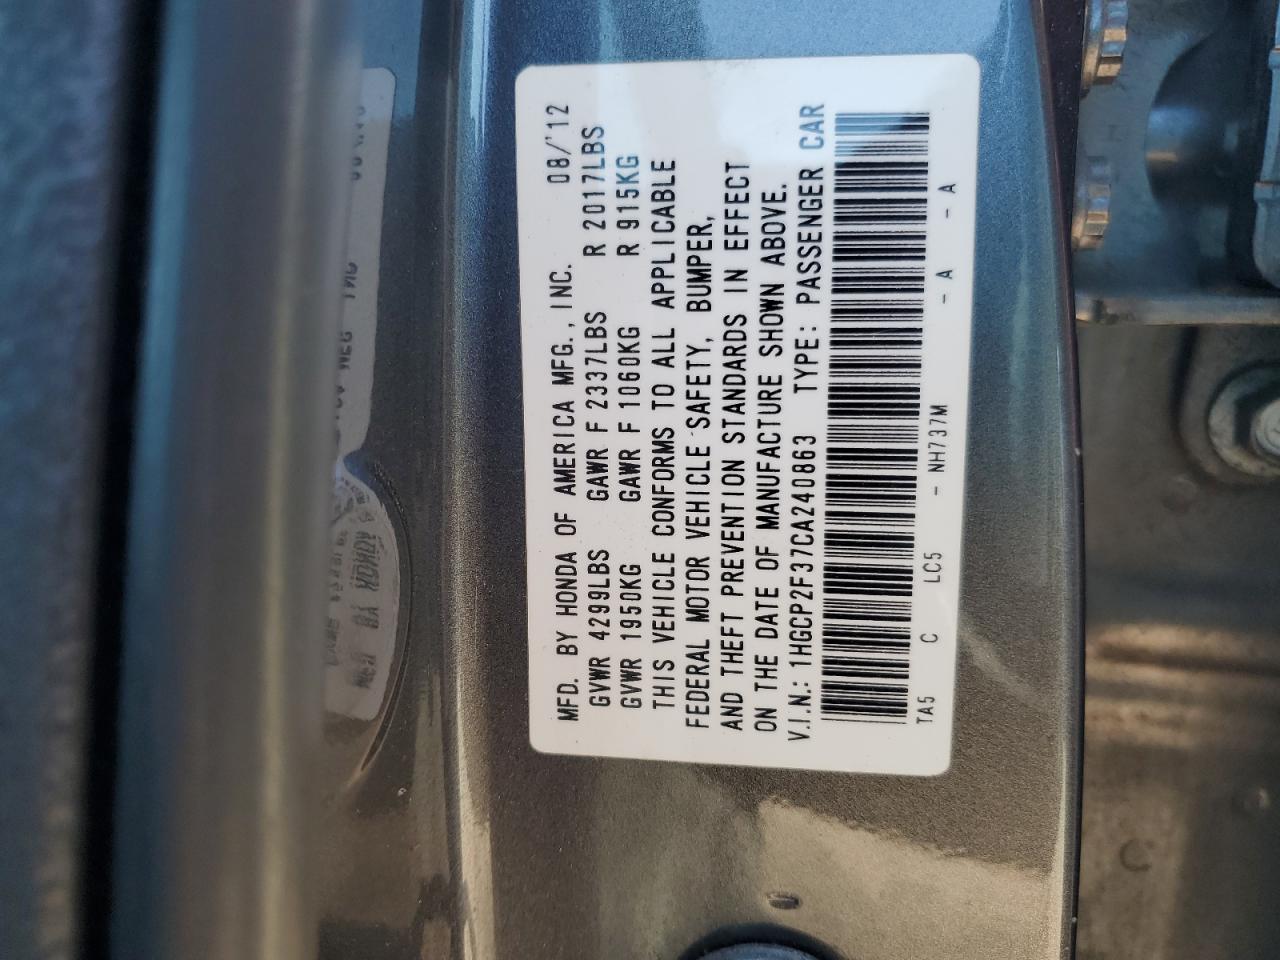 MFD. BY HONDA OF AMERICA MFG., INC. 08/'12
GVWR 4299LBS GAWR F 2337LBS R 2017LBS
GVWR 1950KG GAWR F 1060KG R 915KG
THIS VEHICLE CONFORMS TO ALL APPLICABLE
FEDERAL MOTOR VEHICLE SAFETY, BUMPER,
AND THEFT PREVENTION STANDARDS IN EFFECT
ON THE DATE OF MANUFACTURE SHOWN ABOVE.
V.I.N.: 1HGCP2F37CA240863 TYPE: PASSENGER CAR
TA5 C LC5 - NH737M - A - A